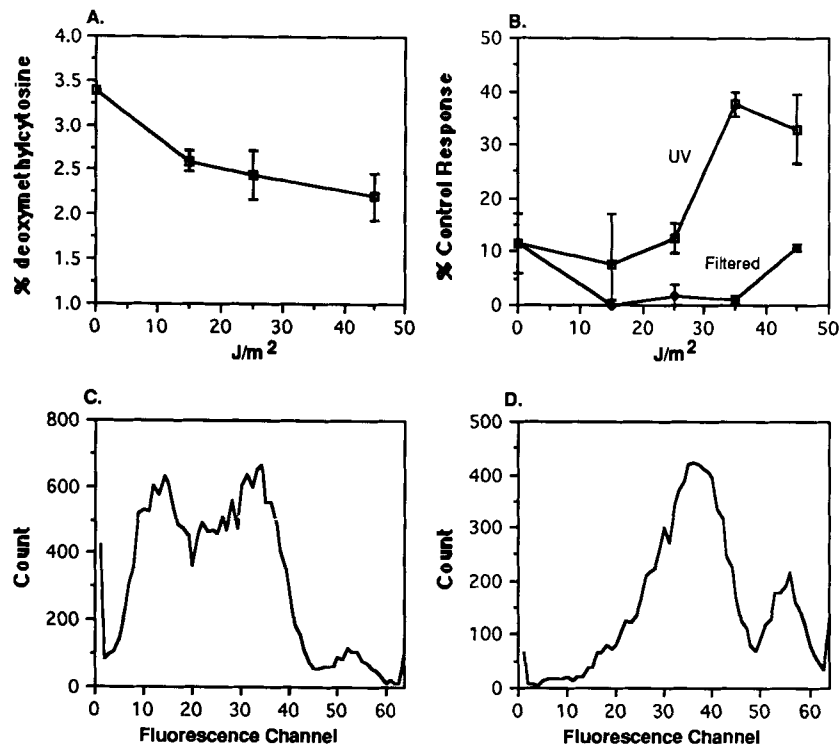 A.
4.0
3.5
3.0
2.5
2.0
1.5
1.0
% deoxymethylcytosine
0 10 20 30 40 50
J/m2
B.
50
40
30
20
10
0
% Control Response
UV
Filtered
0 10 20 30 40 50
J/m2
C.
800
600
400
200
0
Count
0 10 20 30 40 50 60
Fluorescence Channel
D.
500
400
300
200
100
0
Count
0 10 20 30 40 50 60
Fluorescence Channel